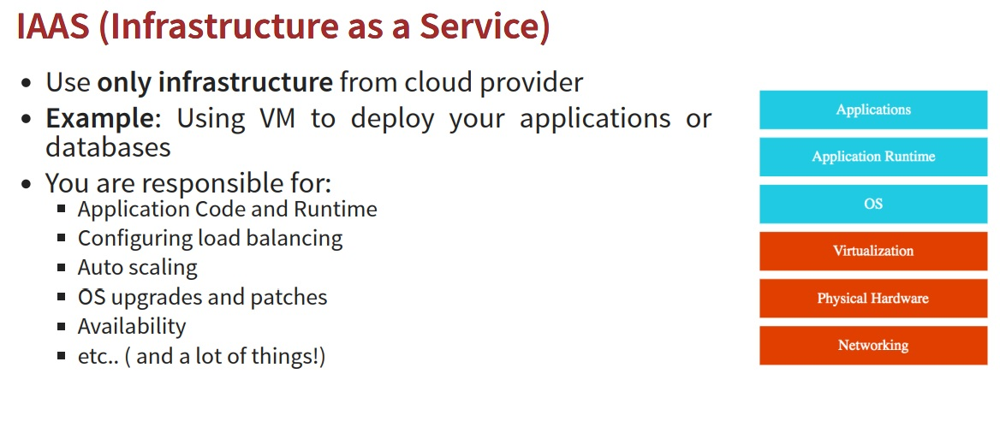 IAAS (Infrastructure as a Service)
• Use only infrastructure from cloud provider
• Example: Using VM to deploy your applications or
databases
• You are responsible for:
▪ Application Code and Runtime
▪ Configuring load balancing
▪ Auto scaling
▪ OS upgrades and patches
▪ Availability
▪ etc.. ( and a lot of things!)
Applications
Application Runtime
OS
Virtualization
Physical Hardware
Networking